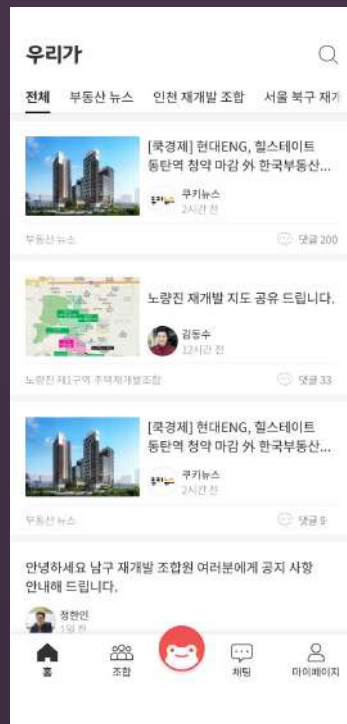 우리가
전체 부동산 뉴스 인천 재개발 조합 서울 북구 재가
[쿡경제] 현대ENG, 힐스테이트
동탄역 청약 마감 外 한국부동산...
쿠키뉴스
2시간 전
부동산 뉴스 댓글 200
노량진 재개발 지도 공유 드립니다.
김동수
12시간 전
노량진 제1구역 주택재개발조합 댓글 33
[쿡경제] 현대ENG, 힐스테이트
동탄역 청약 마감 外 한국부동산...
쿠키뉴스
2시간 전
부동산 뉴스 댓글 9
안녕하세요 남구 재개발 조합원 여러분에게 공지 사항
안내해 드립니다.
정한인
1일 전
홈 조합 채팅 마이페이지